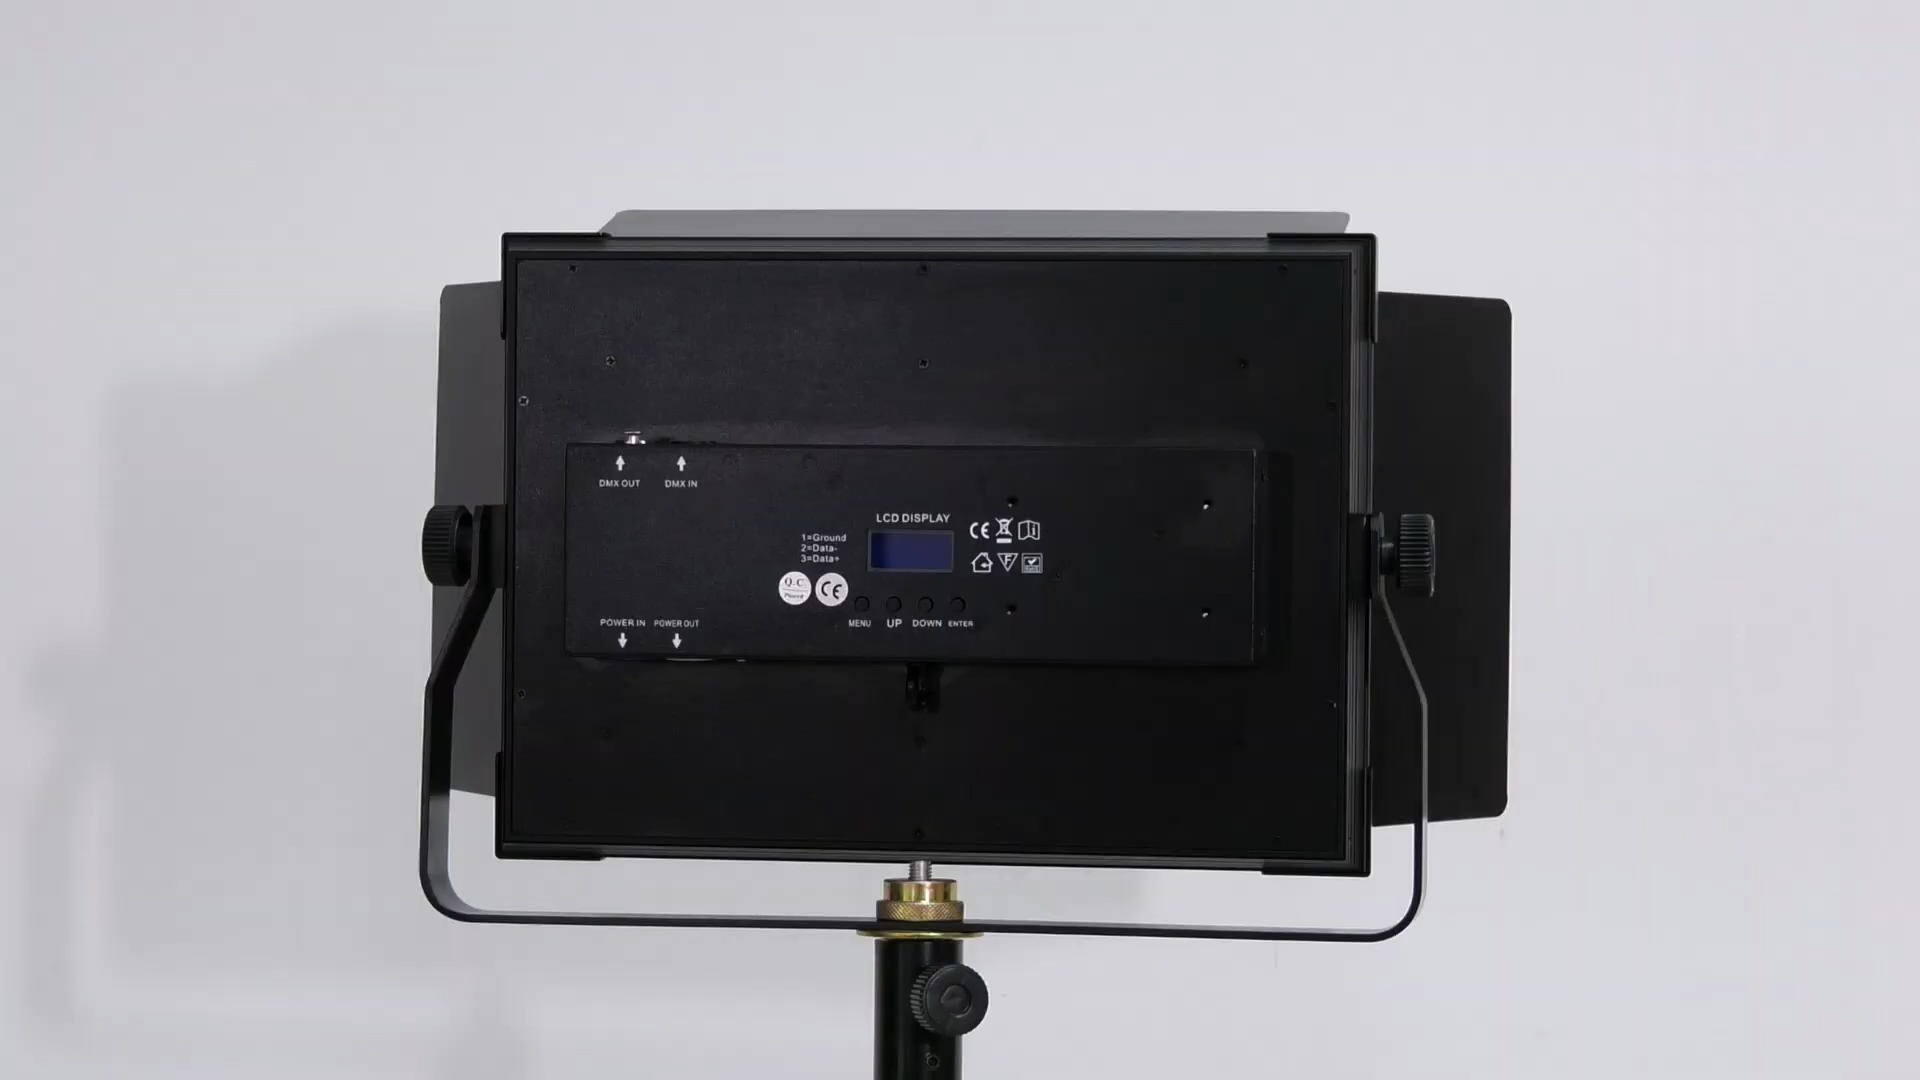 DMX OUT DMX IN
LCD DISPLAY
1=Ground
2=Data-
3=Data+
CE
i
F
Q.C
CE
MENU UP DOWN ENTER
POWER IN POWER OUT